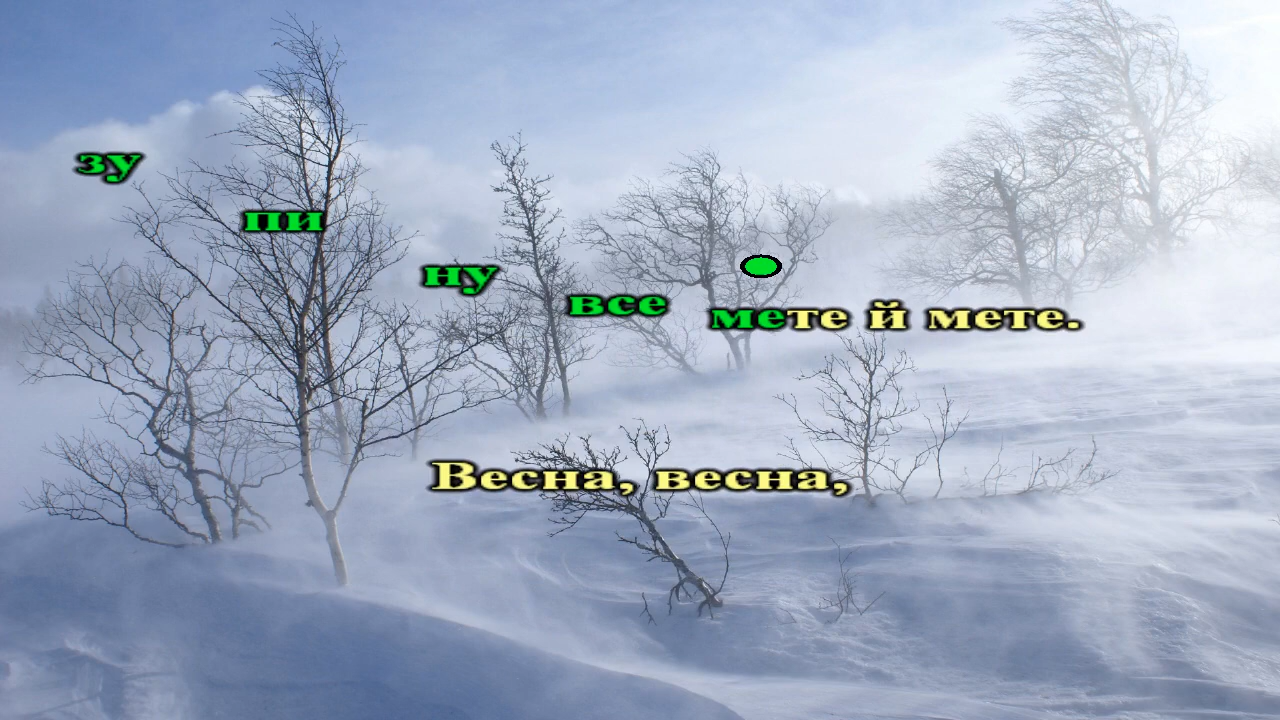 зу
пи
ну
все
мете й мете.
Весна, весна,